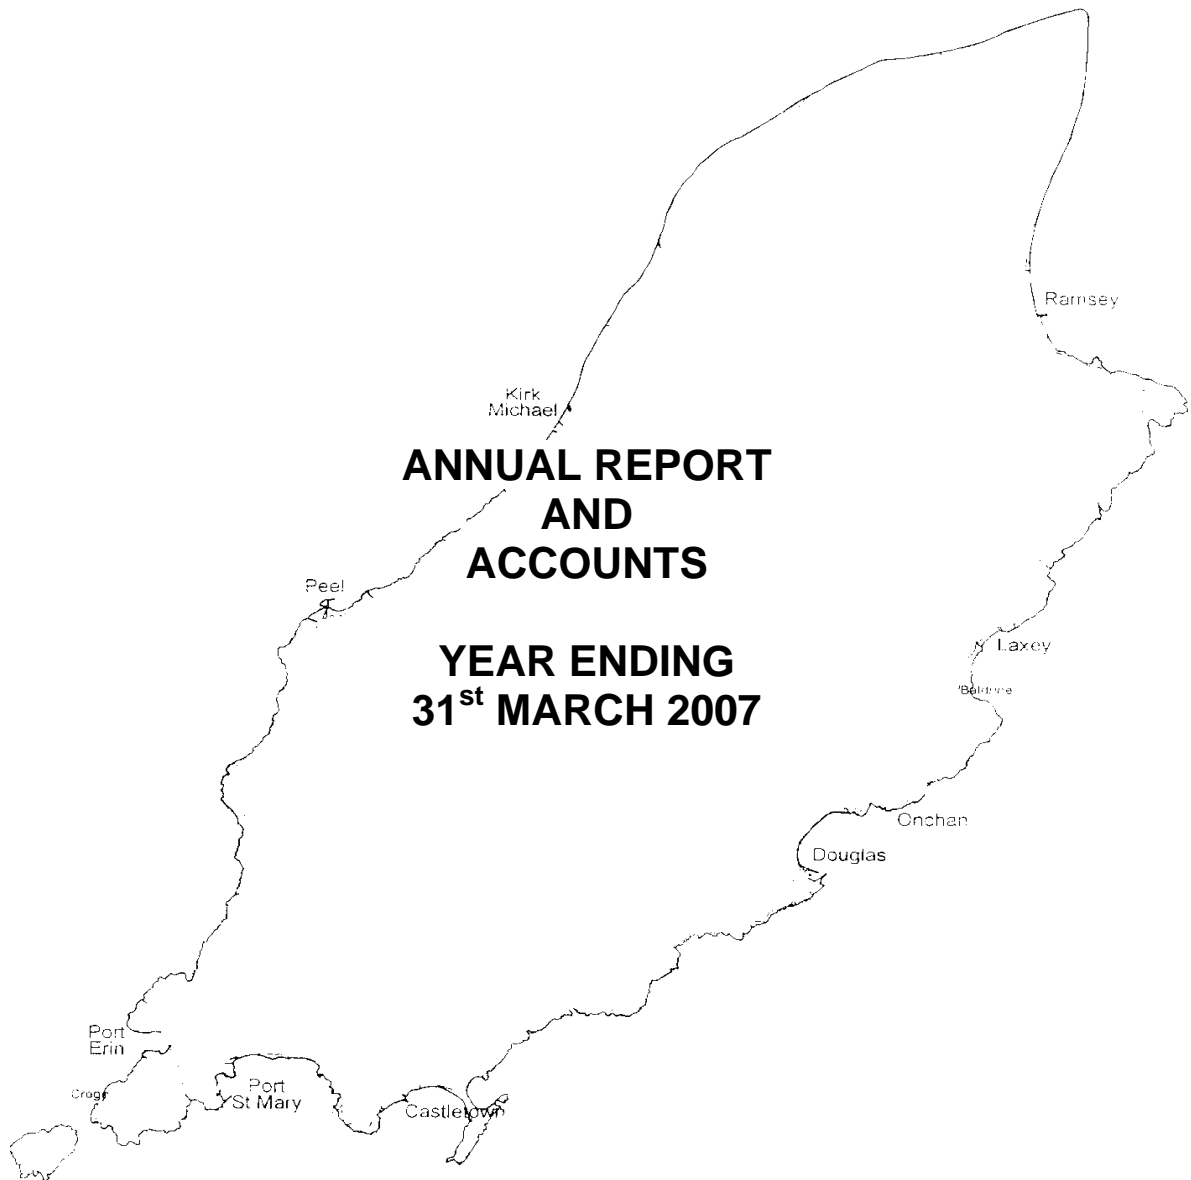 Ramsey
Kirk
Michael
ANNUAL REPORT
AND
ACCOUNTS
Peel
YEAR ENDING
31st MARCH 2007
Laxey
Onchan
Douglas
Port
Erin
Port
St Mary
Castletown